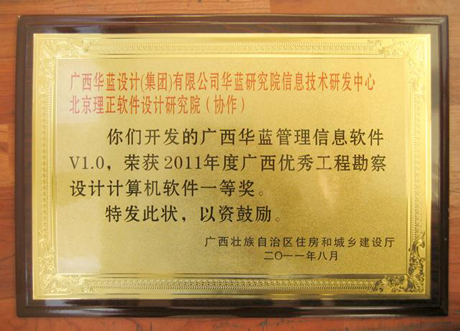 广西华蓝设计(集团)有限公司华蓝研究院信息技术研发中心
北京理正软件设计研究院（协作）
你们开发的广西华蓝管理信息软件
V1.0，荣获2011年度广西优秀工程勘察
设计计算机软件一等奖。
特发此状，以资鼓励。
广西壮族自治区住房和城乡建设厅
二〇一一年八月